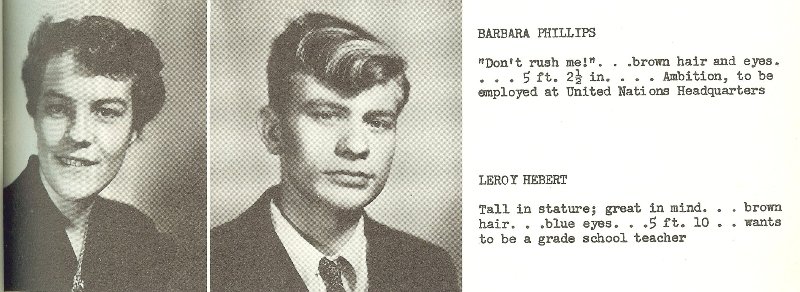 BARBARA PHILLIPS
"Don't rush me!". . .brown hair and eyes.
. . . 5 ft. 2½ in. . . . Ambition, to be
employed at United Nations Headquarters
LEROY HEBERT
Tall in stature; great in mind. . . brown
hair. . .blue eyes. . .5 ft. 10 . . wants
to be a grade school teacher